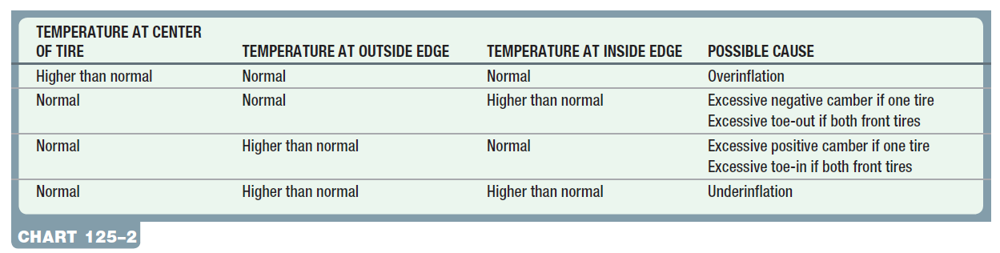 TEMPERATURE AT CENTER
OF TIRE TEMPERATURE AT OUTSIDE EDGE TEMPERATURE AT INSIDE EDGE POSSIBLE CAUSE
Higher than normal Normal Normal Overinflation
Normal Normal Higher than normal Excessive negative camber if one tire
Excessive toe-out if both front tires
Normal Higher than normal Normal Excessive positive camber if one tire
Excessive toe-in if both front tires
Normal Higher than normal Higher than normal Underinflation
CHART 125–2